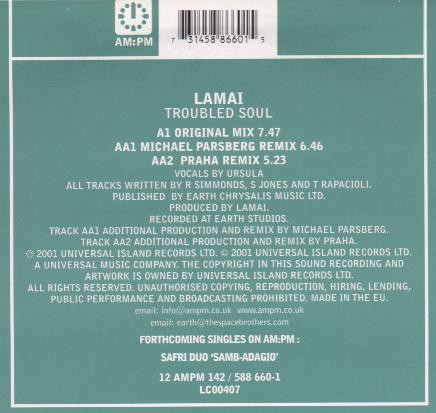 AM:PM
7 31458 86601 5
LAMAI
TROUBLED SOUL
A1 ORIGINAL MIX 7.47
AA1 MICHAEL PARSBERG REMIX 6.46
AA2 PRAHA REMIX 5.23
VOCALS BY URSULA
ALL TRACKS WRITTEN BY R SIMMONDS, S JONES AND T RAPACIOLI.
PUBLISHED BY EARTH CHRYSALIS MUSIC LTD.
PRODUCED BY LAMAI.
RECORDED AT EARTH STUDIOS.
TRACK AA1 ADDITIONAL PRODUCTION AND REMIX BY MICHAEL PARSBERG.
TRACK AA2 ADDITIONAL PRODUCTION AND REMIX BY PRAHA.
℗ 2001 UNIVERSAL ISLAND RECORDS LTD. © 2001 UNIVERSAL ISLAND RECORDS LTD.
A UNIVERSAL MUSIC COMPANY. THE COPYRIGHT IN THIS SOUND RECORDING AND
ARTWORK IS OWNED BY UNIVERSAL ISLAND RECORDS LTD.
ALL RIGHTS RESERVED. UNAUTHORISED COPYING, REPRODUCTION, HIRING, LENDING,
PUBLIC PERFORMANCE AND BROADCASTING PROHIBITED. MADE IN THE EU.
email: info@ampm.co.uk www.ampm.co.uk
email: earth@thespacebrothers.com
FORTHCOMING SINGLES ON AM:PM :
SAFRI DUO 'SAMB-ADAGIO'
12 AMPM 142 / 588 660-1
LC00407